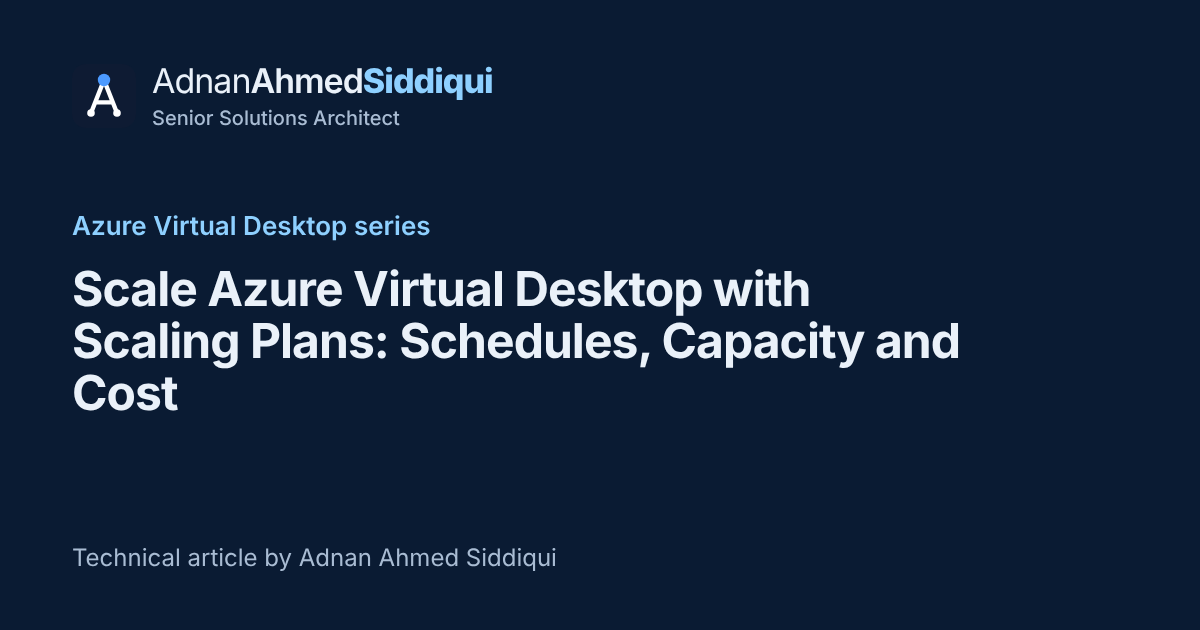 AdnanAhmedSiddiqui
Senior Solutions Architect
Azure Virtual Desktop series
Scale Azure Virtual Desktop with
Scaling Plans: Schedules, Capacity and
Cost
Technical article by Adnan Ahmed Siddiqui